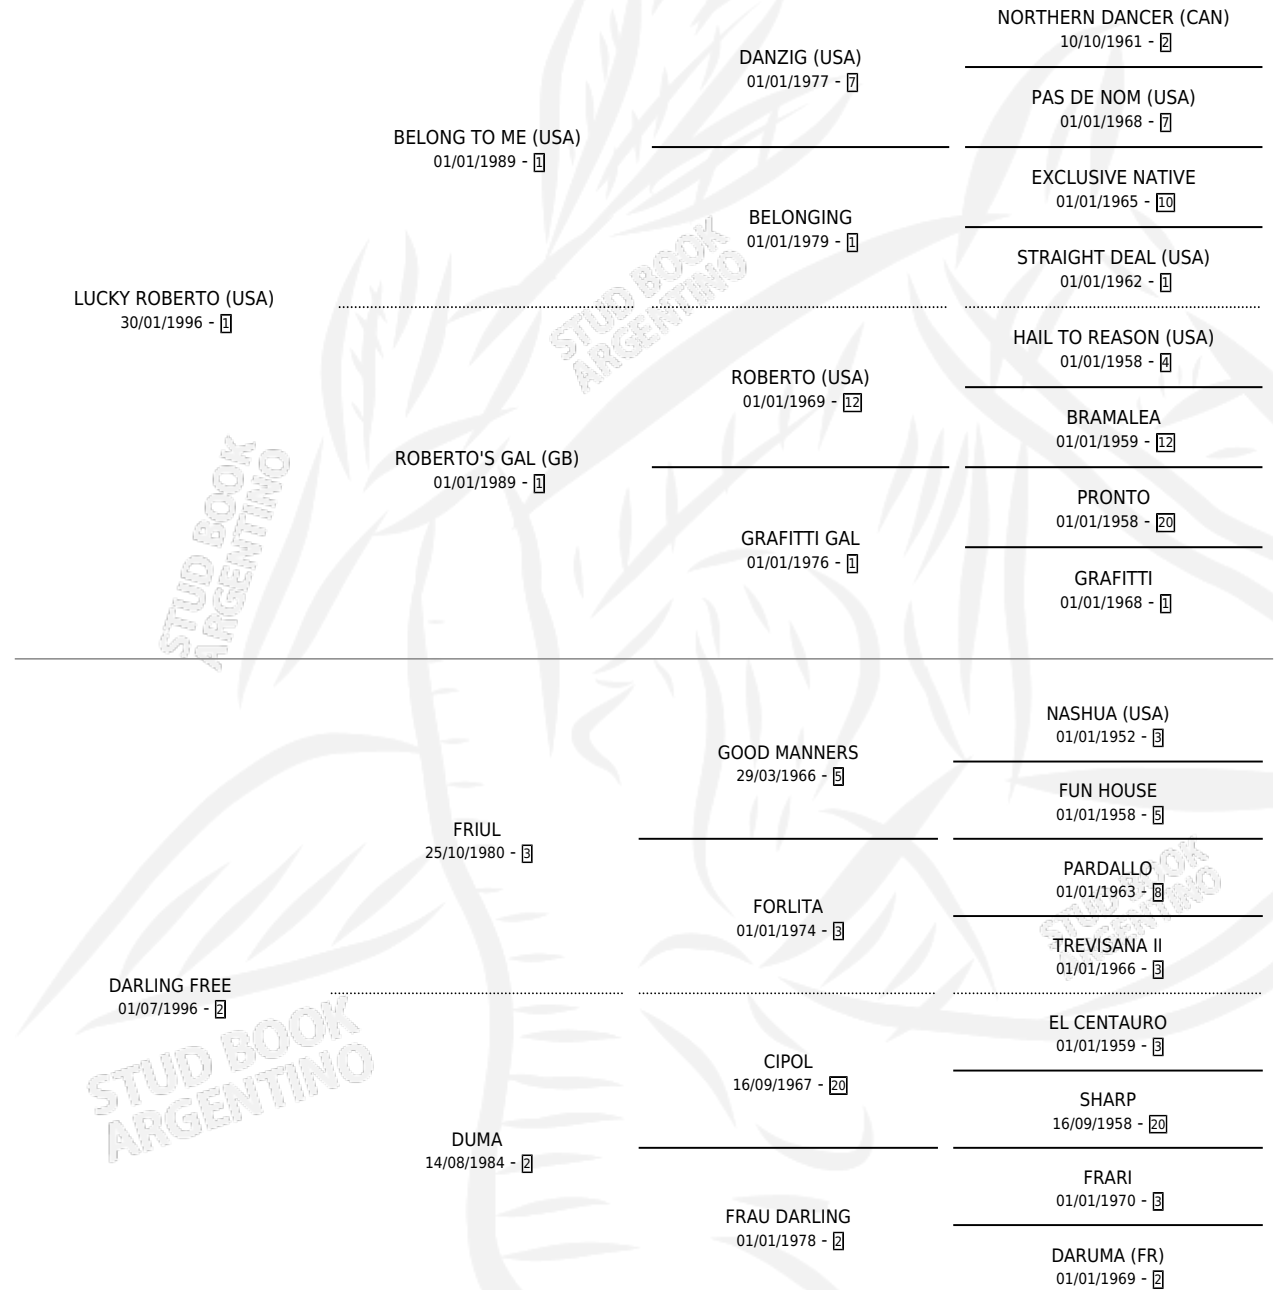 NORTHERN DANCER (CAN)
10/10/1961 - 2
DANZIG (USA)
01/01/1977 - 7
PAS DE NOM (USA)
01/01/1968 - 7
BELONG TO ME (USA)
01/01/1989 - 1
EXCLUSIVE NATIVE
01/01/1965 - 10
BELONGING
01/01/1979 - 1
STRAIGHT DEAL (USA)
01/01/1962 - 1
LUCKY ROBERTO (USA)
30/01/1996 - 1
HAIL TO REASON (USA)
01/01/1958 - 4
ROBERTO (USA)
01/01/1969 - 12
BRAMALEA
01/01/1959 - 12
ROBERTO'S GAL (GB)
01/01/1989 - 1
PRONTO
01/01/1958 - 20
GRAFITTI GAL
01/01/1976 - 1
GRAFITTI
01/01/1968 - 1
NASHUA (USA)
01/01/1952 - 3
GOOD MANNERS
29/03/1966 - 5
FUN HOUSE
01/01/1958 - 5
FRIUL
25/10/1980 - 3
PARDALLO
01/01/1963 - 8
FORLITA
01/01/1974 - 3
TREVISANA II
01/01/1966 - 3
DARLING FREE
01/07/1996 - 2
EL CENTAURO
01/01/1959 - 3
CIPOL
16/09/1967 - 20
SHARP
16/09/1958 - 20
DUMA
14/08/1984 - 2
FRARI
01/01/1970 - 3
FRAU DARLING
01/01/1978 - 2
DARUMA (FR)
01/01/1969 - 2
STUD BOOK
ARGENTINO
STUD BOOK
ARGENTINO
STUD BOOK
ARGENTINO
STUD BOOK
ARGENTINO